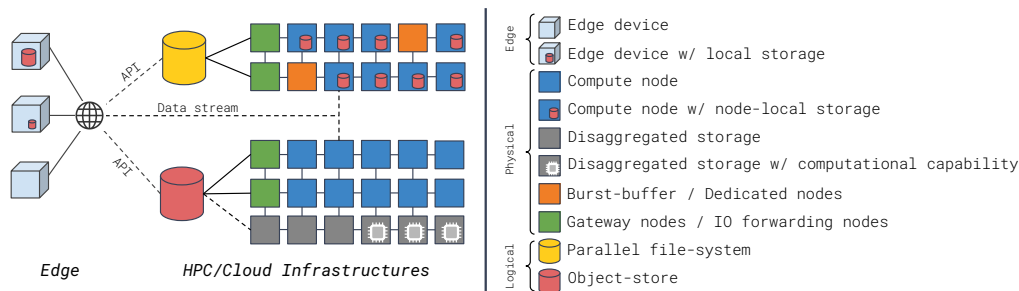 API
Data stream
API
Edge
HPC/Cloud Infrastructures
Edge
Edge device
Edge device w/ local storage
Physical
Compute node
Compute node w/ node-local storage
Disaggregated storage
Disaggregated storage w/ computational capability
Burst-buffer / Dedicated nodes
Gateway nodes / IO forwarding nodes
Logical
Parallel file-system
Object-store